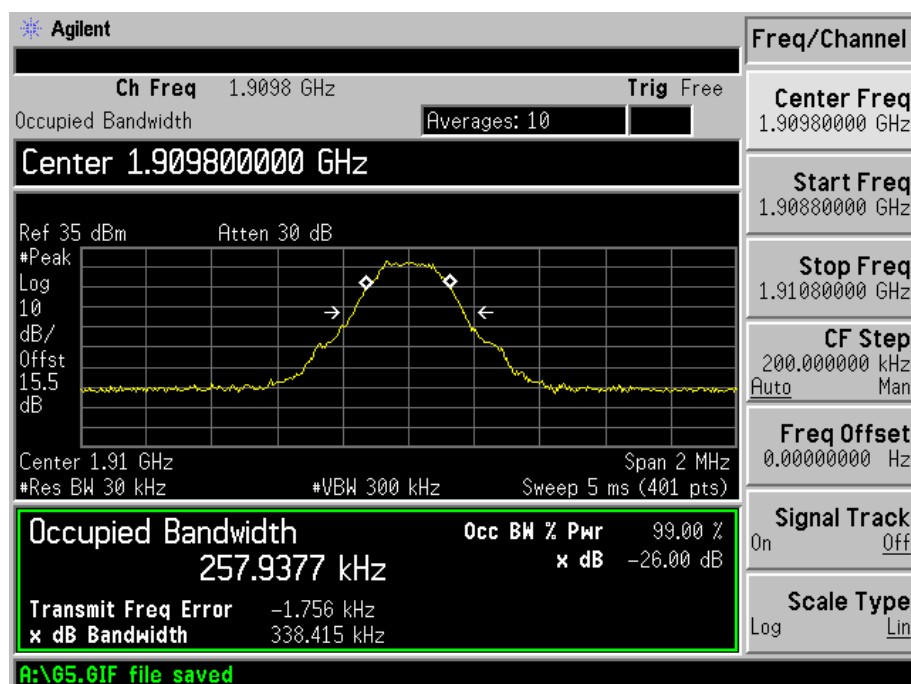 Agilent
Freq/Channel
Ch Freq 1.9098 GHz Trig Free
Occupied Bandwidth Averages: 10
Center 1.909800000 GHz
Ref 35 dBm Atten 30 dB
#Peak
Log
10
dB/
Offst
15.5
dB
Center 1.91 GHz Span 2 MHz
#Res BW 30 kHz #VBW 300 kHz Sweep 5 ms (401 pts)
Occupied Bandwidth Occ BW % Pwr 99.00 %
257.9377 kHz x dB -26.00 dB
Transmit Freq Error -1.756 kHz
x dB Bandwidth 338.415 kHz
A:\G5.GIF file saved
Center Freq
1.90980000 GHz
Start Freq
1.90880000 GHz
Stop Freq
1.91080000 GHz
CF Step
200.000000 kHz
Auto Man
Freq Offset
0.00000000 Hz
Signal Track
On Off
Scale Type
Log Lin